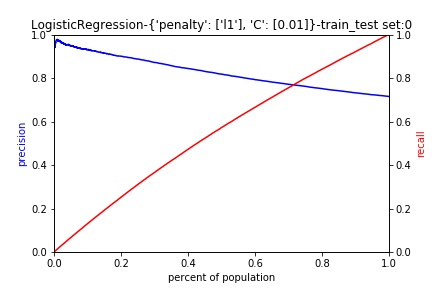 LogisticRegression-{'penalty': ['l1'], 'C': [0.01]}-train_test set:0
1.0
0.8
0.6
0.4
0.2
0.0
precision
1.0
0.8
0.6
0.4
0.2
0.0
recall
0.0 0.2 0.4 0.6 0.8 1.0
percent of population